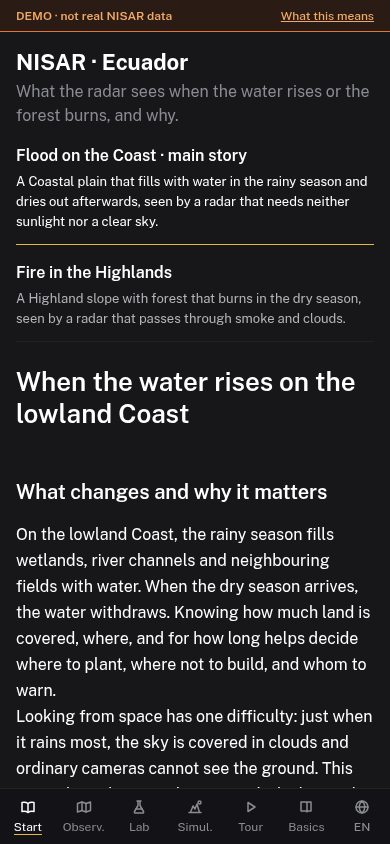 DEMO · not real NISAR data
What this means
NISAR · Ecuador
What the radar sees when the water rises or the
forest burns, and why.
Flood on the Coast · main story
A Coastal plain that fills with water in the rainy season and
dries out afterwards, seen by a radar that needs neither
sunlight nor a clear sky.
Fire in the Highlands
A Highland slope with forest that burns in the dry season,
seen by a radar that passes through smoke and clouds.
When the water rises on the
lowland Coast
What changes and why it matters
On the lowland Coast, the rainy season fills
wetlands, river channels and neighbouring
fields with water. When the dry season arrives,
the water withdraws. Knowing how much land is
covered, where, and for how long helps decide
where to plant, where not to build, and whom to
warn.
Looking from space has one difficulty: just when
it rains most, the sky is covered in clouds and
ordinary cameras cannot see the ground. This
Start
Observ.
Lab
Simul.
Tour
Basics
EN